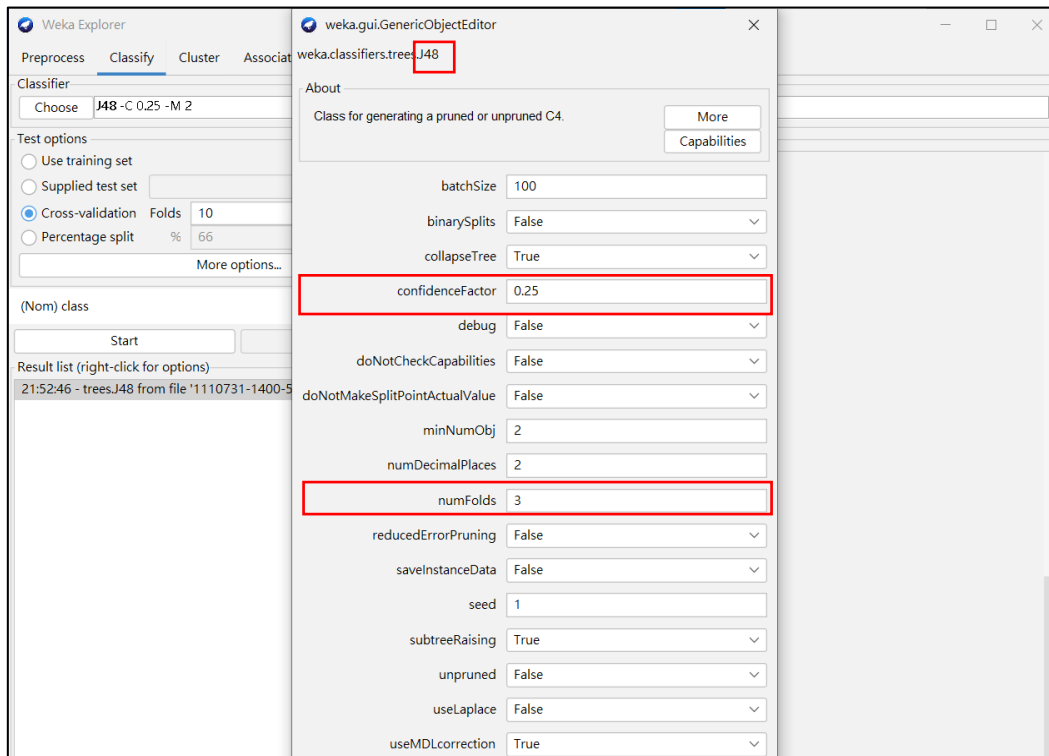 Weka Explorer
Preprocess Classify Cluster Associat
Classifier
Choose J48 -C 0.25 -M 2
Test options
Use training set
Supplied test set
Cross-validation Folds 10
Percentage split % 66
More options...
(Nom) class
Start
Result list (right-click for options)
21:52:46 - trees.J48 from file '1110731-1400-5
weka.gui.GenericObjectEditor
weka.classifiers.trees.J48
About
Class for generating a pruned or unpruned C4.
More
Capabilities
batchSize 100
binarySplits False
collapseTree True
confidenceFactor 0.25
debug False
doNotCheckCapabilities False
doNotMakeSplitPointActualValue False
minNumObj 2
numDecimalPlaces 2
numFolds 3
reducedErrorPruning False
saveInstanceData False
seed 1
subtreeRaising True
unpruned False
useLaplace False
useMDLcorrection True